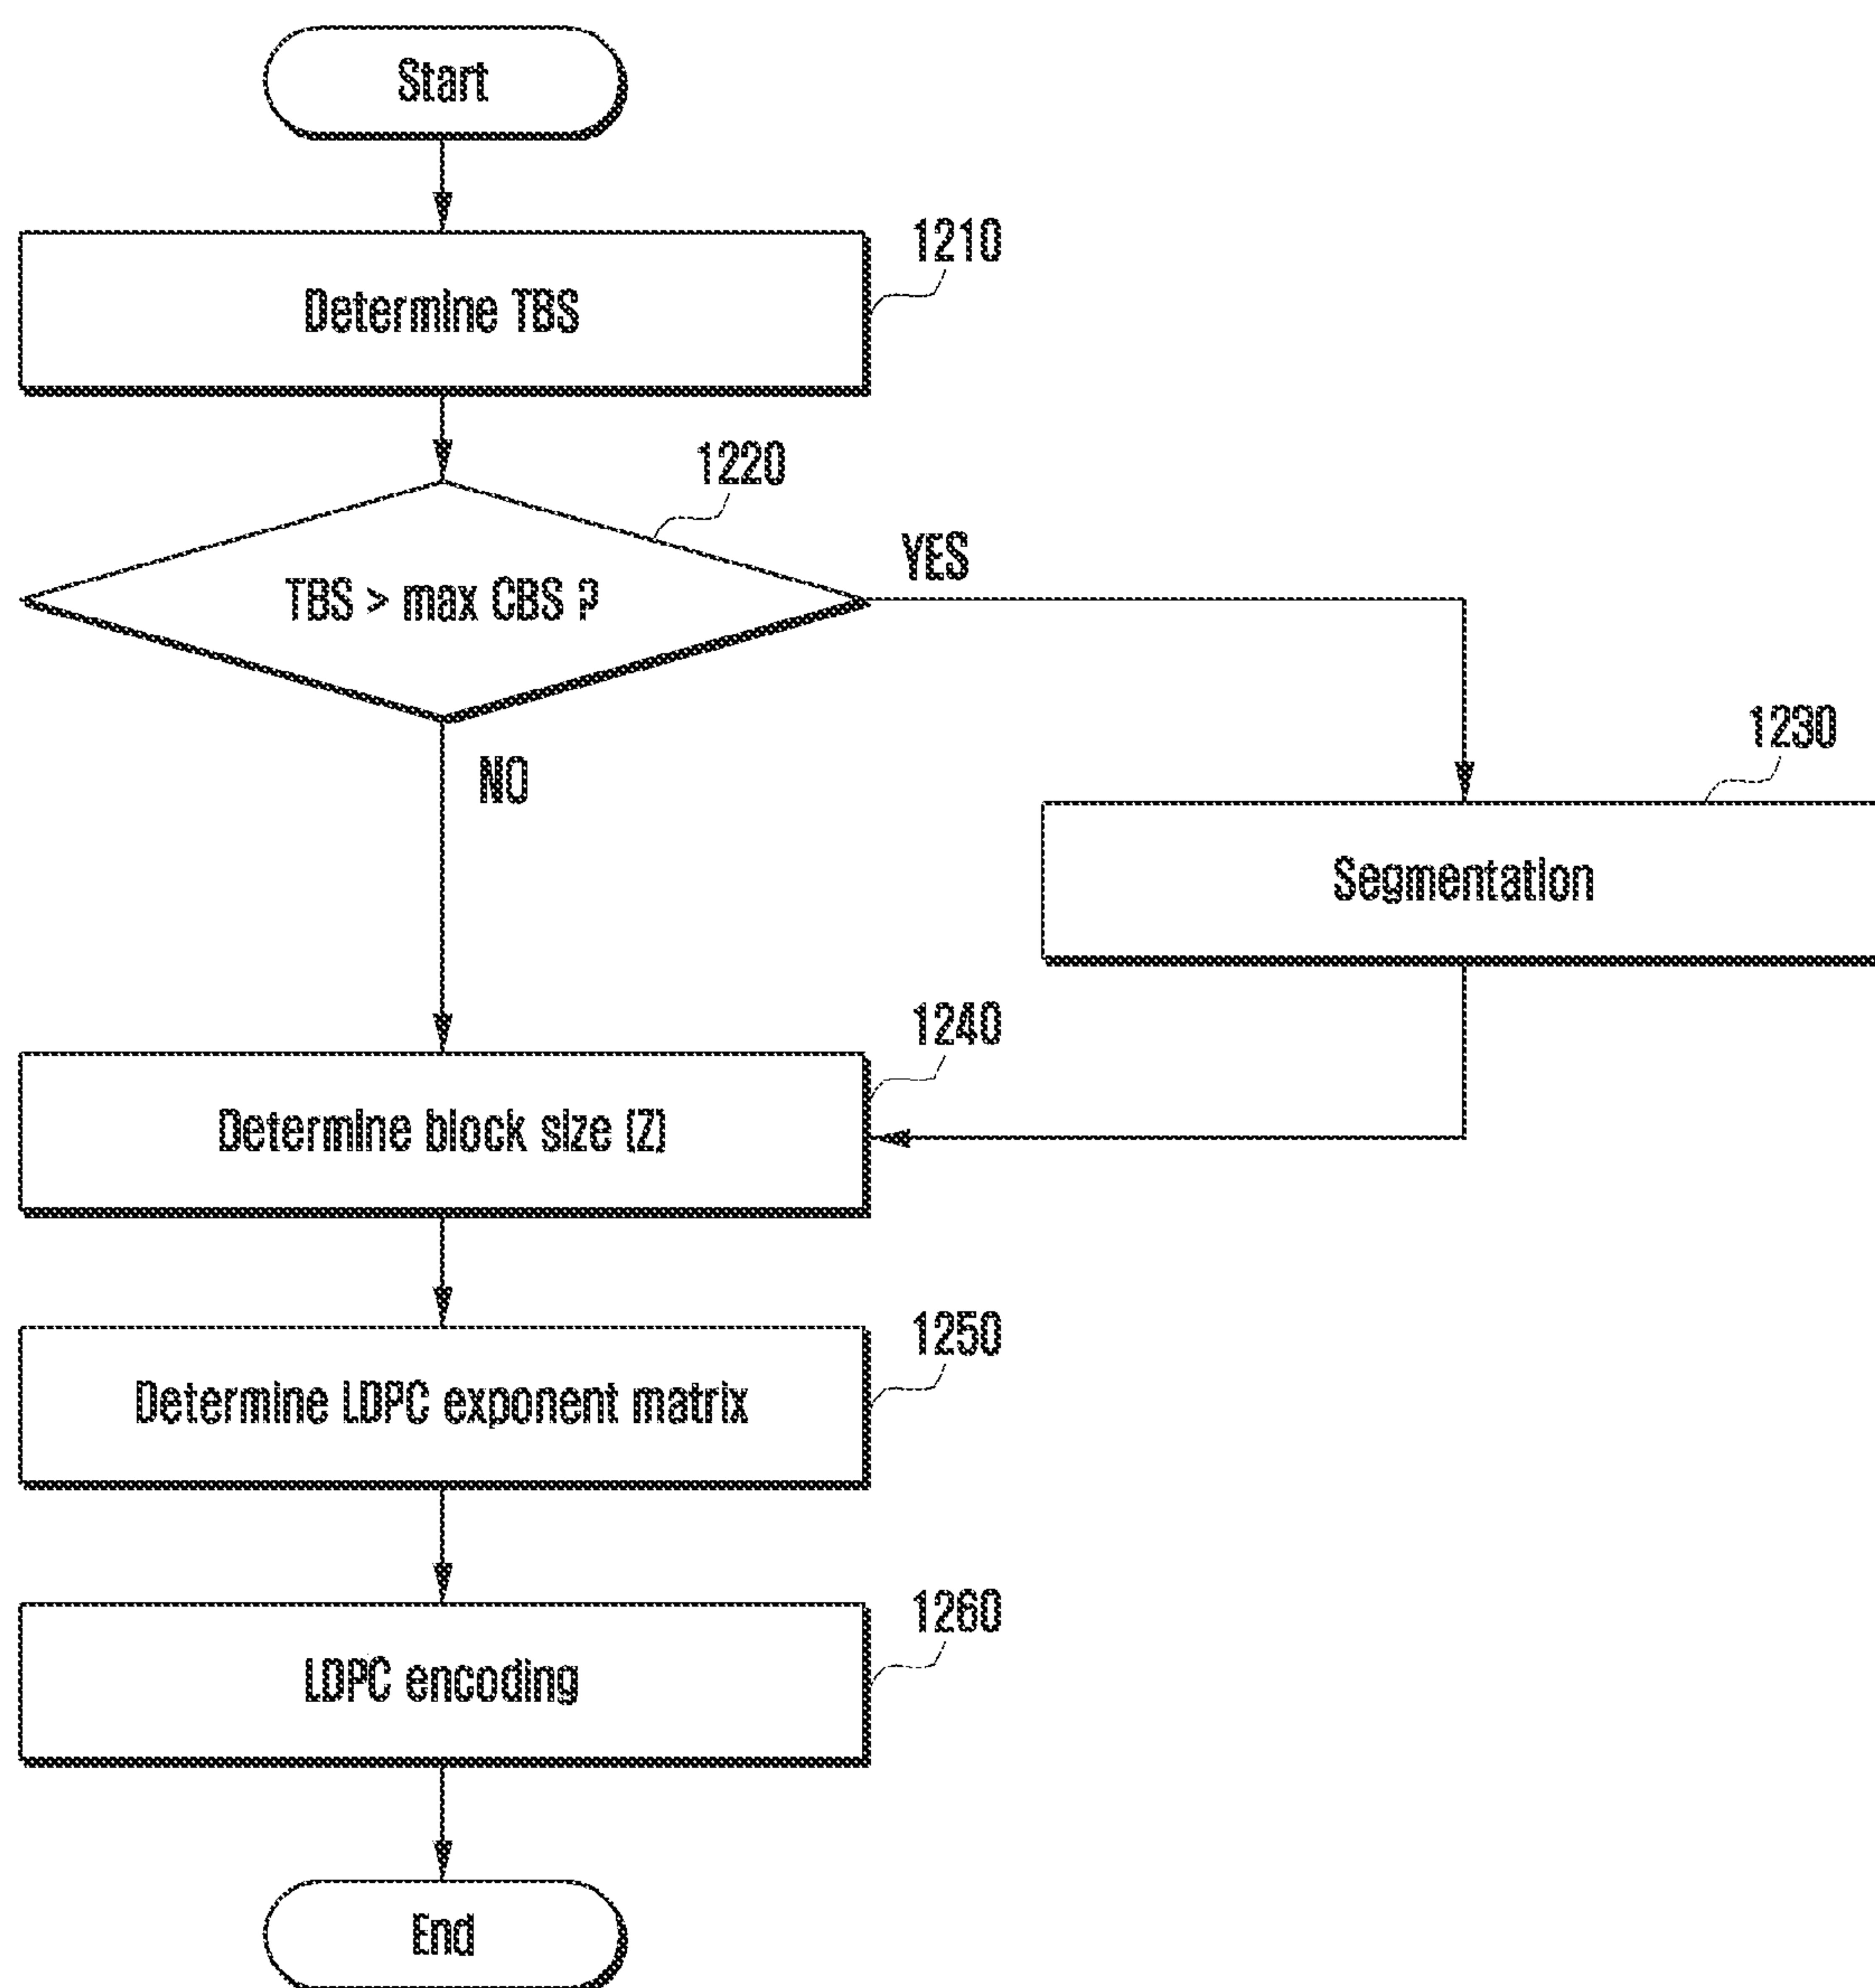 Start
1210
Determine TBS
1220
TBS > max CBS ?
YES
NO
1230
Segmentation
1240
Determine block size (Z)
1250
Determine LDPC exponent matrix
1260
LDPC encoding
End